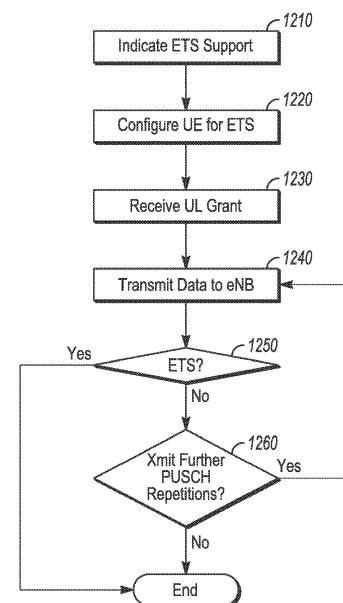 1210
Indicate ETS Support
1220
Configure UE for ETS
1230
Receive UL Grant
1240
Transmit Data to eNB
1250
Yes
ETS?
No
1260
Xmit Further
PUSCH
Repetitions?
Yes
No
End